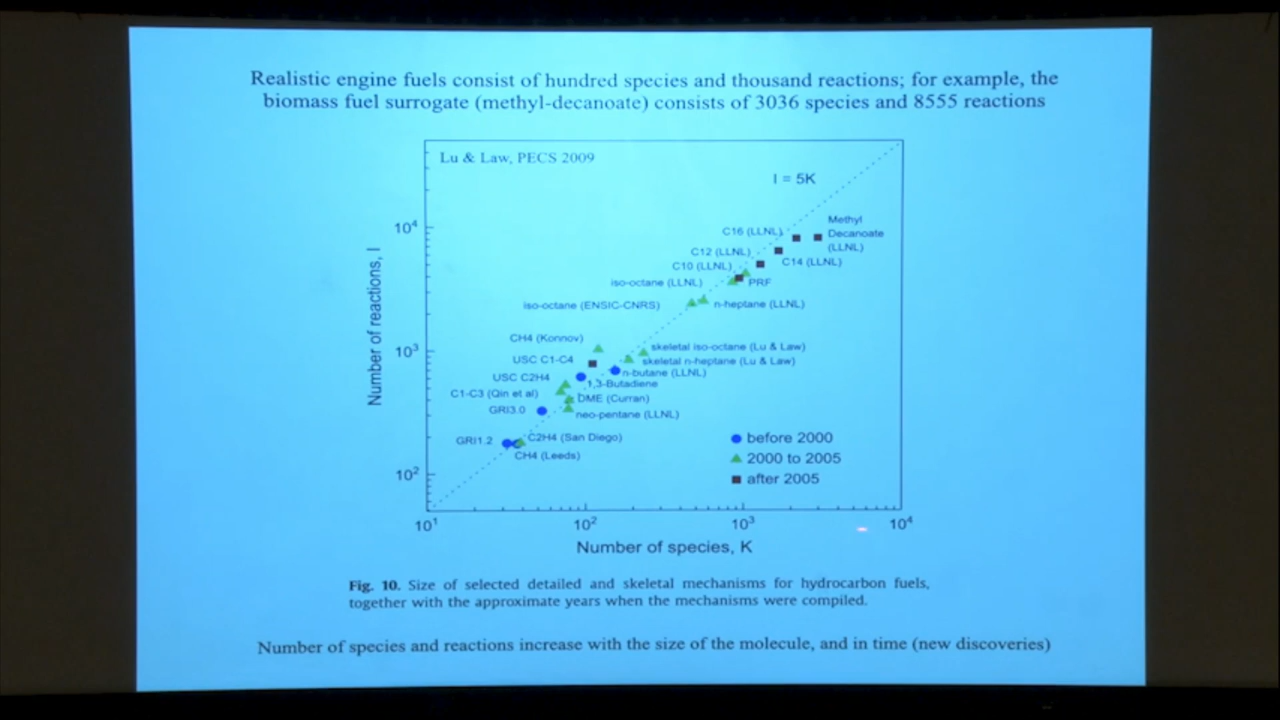 Realistic engine fuels consist of hundred species and thousand reactions; for example, the
biomass fuel surrogate (methyl-decanoate) consists of 3036 species and 8555 reactions
Lu & Law, PECS 2009
I = 5K
Number of reactions, I
10⁴
10³
10²
C16 (LLNL)
Methyl
Decanoate
(LLNL)
C12 (LLNL)
C14 (LLNL)
C10 (LLNL)
iso-octane (LLNL)
PRF
iso-octane (ENSIC-CNRS)
n-heptane (LLNL)
CH4 (Konnov)
skeletal iso-octane (Lu & Law)
USC C1-C4
skeletal n-heptane (Lu & Law)
n-butane (LLNL)
USC C2H4
1,3-Butadiene
C1-C3 (Qin et al)
DME (Curran)
GRI3.0
neo-pentane (LLNL)
GRI1.2
C2H4 (San Diego)
CH4 (Leeds)
before 2000
2000 to 2005
after 2005
10¹
10²
10³
10⁴
Number of species, K
Fig. 10. Size of selected detailed and skeletal mechanisms for hydrocarbon fuels,
together with the approximate years when the mechanisms were compiled.
Number of species and reactions increase with the size of the molecule, and in time (new discoveries)